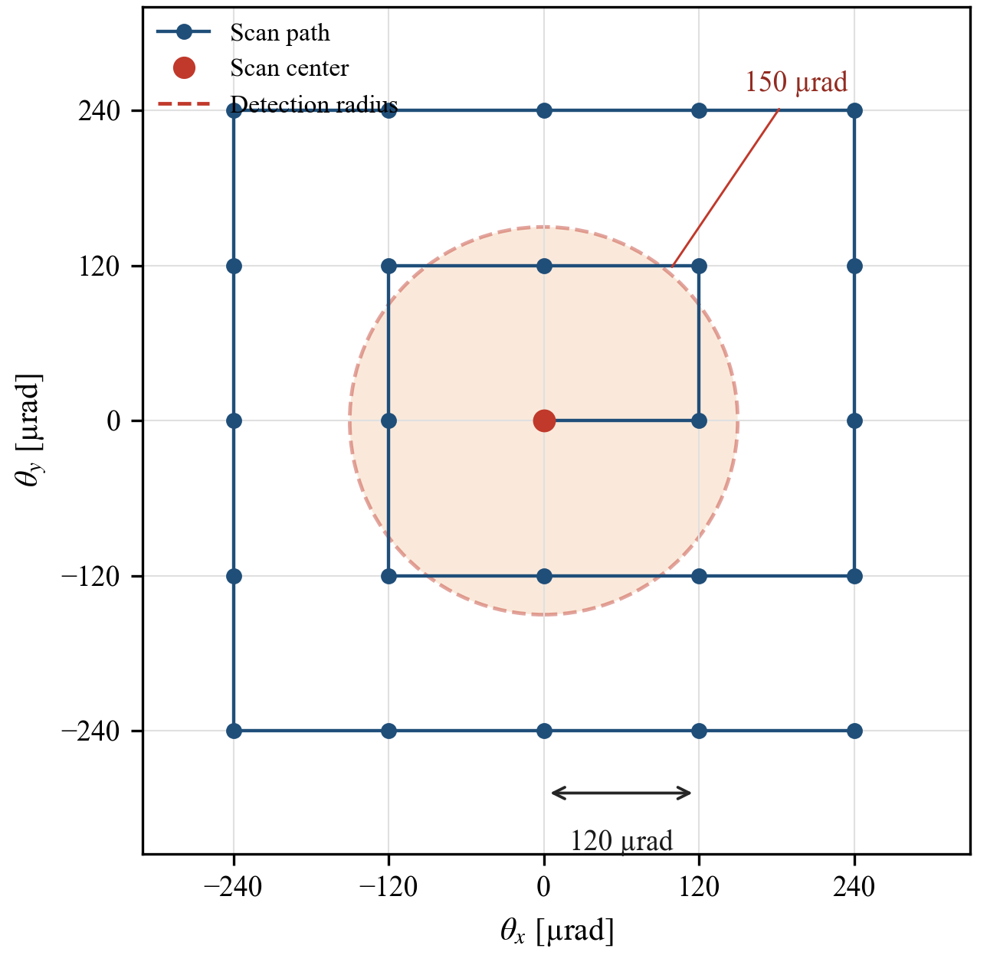 Scan path
Scan center
Detection radius
150 µrad
240
120
0
−120
−240
θy [µrad]
120 µrad
−240
−120
0
120
240
θx [µrad]